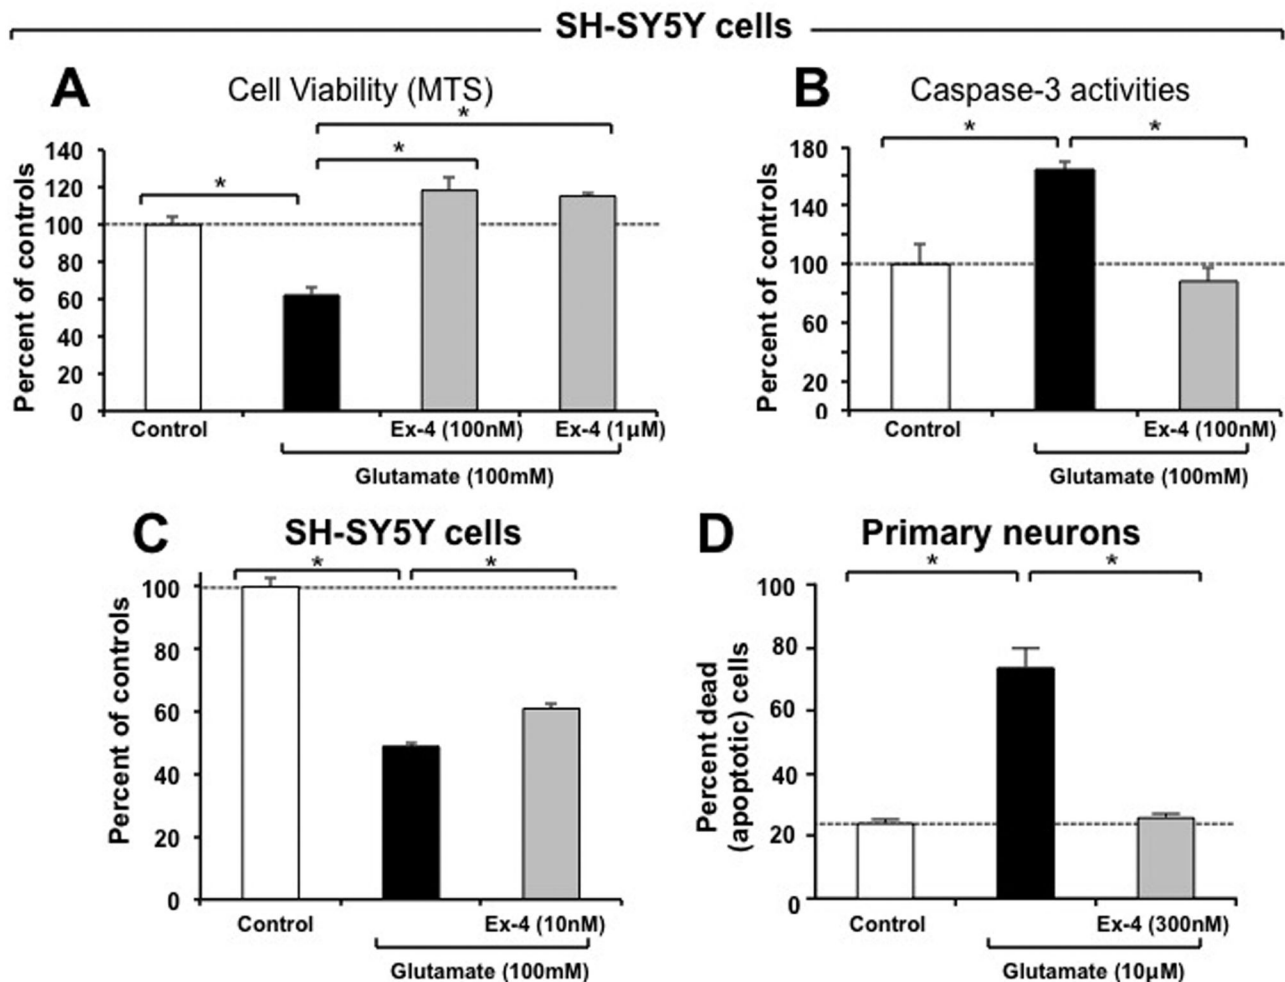 SH-SY5Y cells
A
Cell Viability (MTS)
*
*
*
Percent of controls
140
120
100
80
60
40
20
0
Control
Ex-4 (100nM)
Ex-4 (1µM)
Glutamate (100mM)
B
Caspase-3 activities
*
*
Percent of controls
180
140
100
60
20
0
Control
Ex-4 (100nM)
Glutamate (100mM)
C
SH-SY5Y cells
*
*
Percent of controls
100
80
60
40
20
0
Control
Ex-4 (10nM)
Glutamate (100mM)
D
Primary neurons
*
*
Percent dead
(apoptotic) cells
100
80
60
40
20
0
Control
Ex-4 (300nM)
Glutamate (10µM)